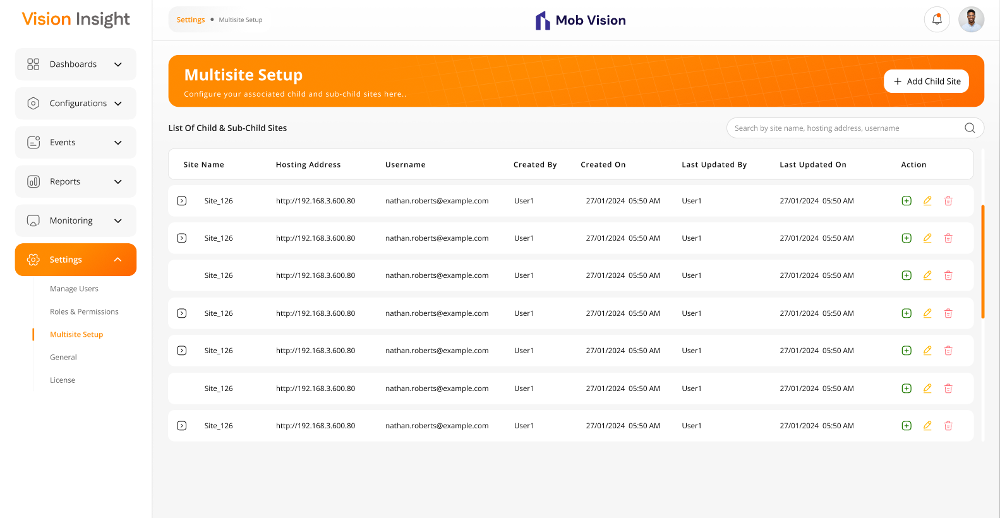 Vision Insight
Settings • Multisite Setup
Mob Vision
Dashboards
Configurations
Events
Reports
Monitoring
Settings
Manage Users
Roles & Permissions
Multisite Setup
General
License
Multisite Setup
Configure your associated child and sub-child sites here..
+ Add Child Site
List Of Child & Sub-Child Sites
Search by site name, hosting address, username
Site Name Hosting Address Username Created By Created On Last Updated By Last Updated On Action
Site_126 http://192.168.3.600.80 nathan.roberts@example.com User1 27/01/2024 05:50 AM User1 27/01/2024 05:50 AM
Site_126 http://192.168.3.600.80 nathan.roberts@example.com User1 27/01/2024 05:50 AM User1 27/01/2024 05:50 AM
Site_126 http://192.168.3.600.80 nathan.roberts@example.com User1 27/01/2024 05:50 AM User1 27/01/2024 05:50 AM
Site_126 http://192.168.3.600.80 nathan.roberts@example.com User1 27/01/2024 05:50 AM User1 27/01/2024 05:50 AM
Site_126 http://192.168.3.600.80 nathan.roberts@example.com User1 27/01/2024 05:50 AM User1 27/01/2024 05:50 AM
Site_126 http://192.168.3.600.80 nathan.roberts@example.com User1 27/01/2024 05:50 AM User1 27/01/2024 05:50 AM
Site_126 http://192.168.3.600.80 nathan.roberts@example.com User1 27/01/2024 05:50 AM User1 27/01/2024 05:50 AM